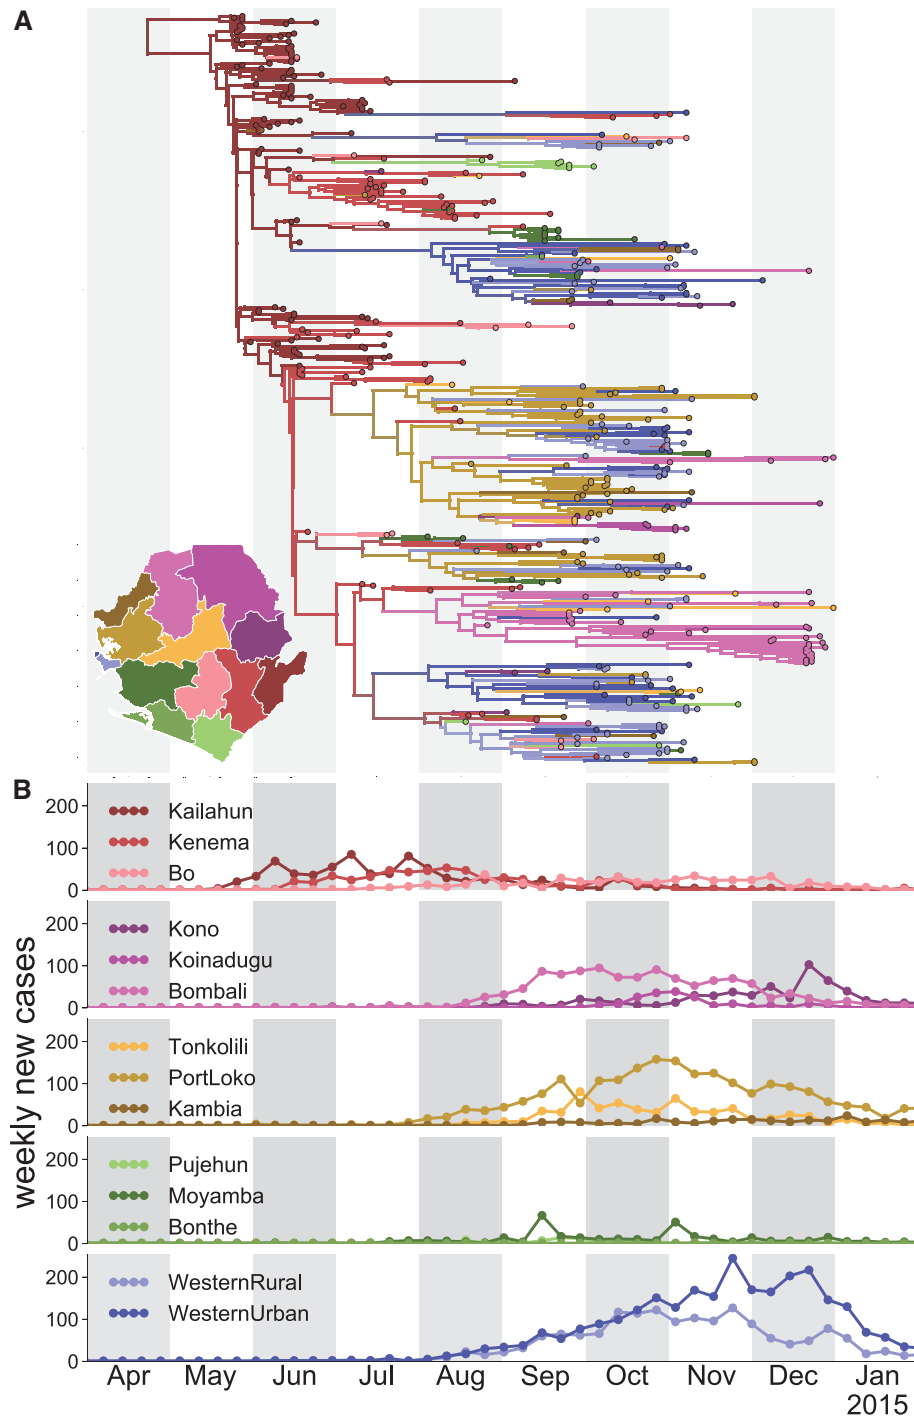 A
B
weekly new cases
200
100
0
Kailahun
Kenema
Bo
200
100
0
Kono
Koinadugu
Bombali
200
100
0
Tonkolili
PortLoko
Kambia
200
100
0
Pujehun
Moyamba
Bonthe
200
100
0
WesternRural
WesternUrban
Apr May Jun Jul Aug Sep Oct Nov Dec Jan
2015